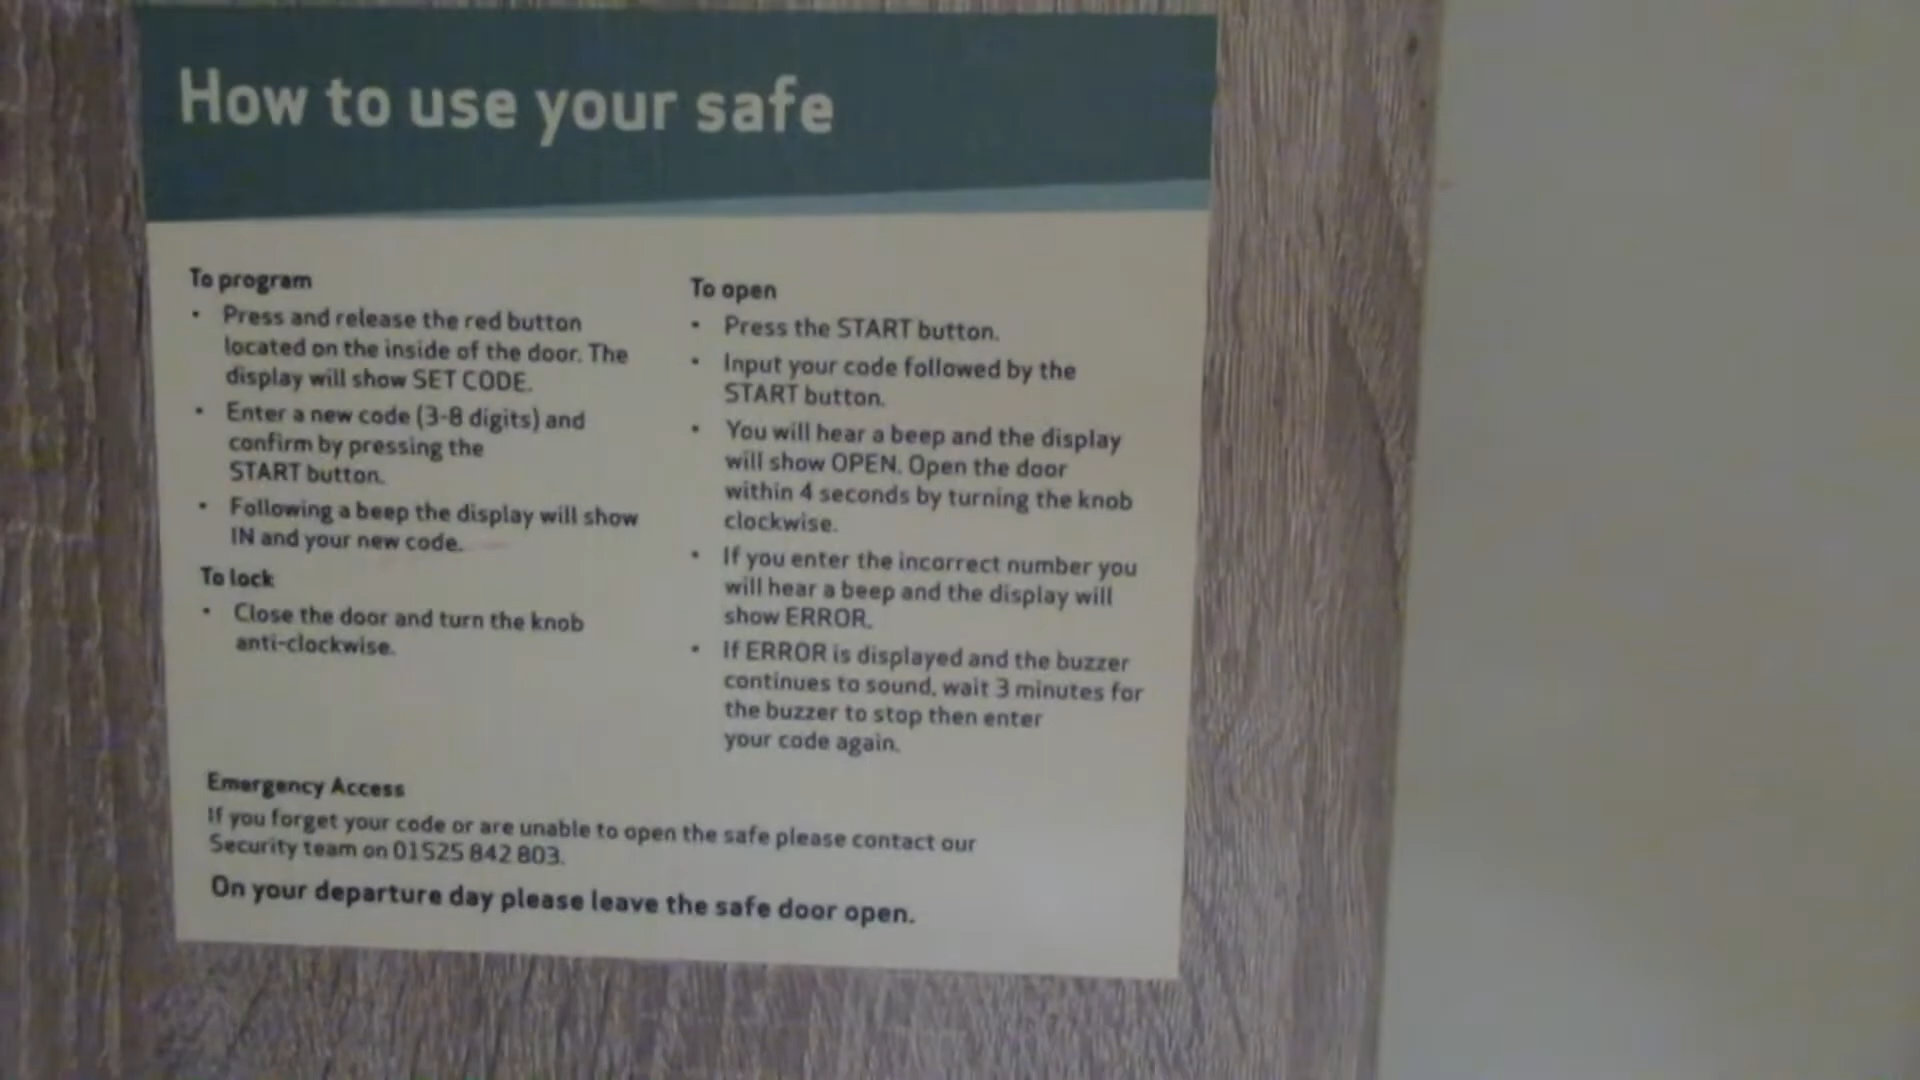 How to use your safe
To program
• Press and release the red button
located on the inside of the door. The
display will show SET CODE.
• Enter a new code (3-8 digits) and
confirm by pressing the
START button.
• Following a beep the display will show
IN and your new code.
To lock
• Close the door and turn the knob
anti-clockwise.
To open
• Press the START button.
• Input your code followed by the
START button.
• You will hear a beep and the display
will show OPEN. Open the door
within 4 seconds by turning the knob
clockwise.
• If you enter the incorrect number you
will hear a beep and the display will
show ERROR.
• If ERROR is displayed and the buzzer
continues to sound, wait 3 minutes for
the buzzer to stop then enter
your code again.
Emergency Access
If you forget your code or are unable to open the safe please contact our
Security team on 01525 842 803.
On your departure day please leave the safe door open.